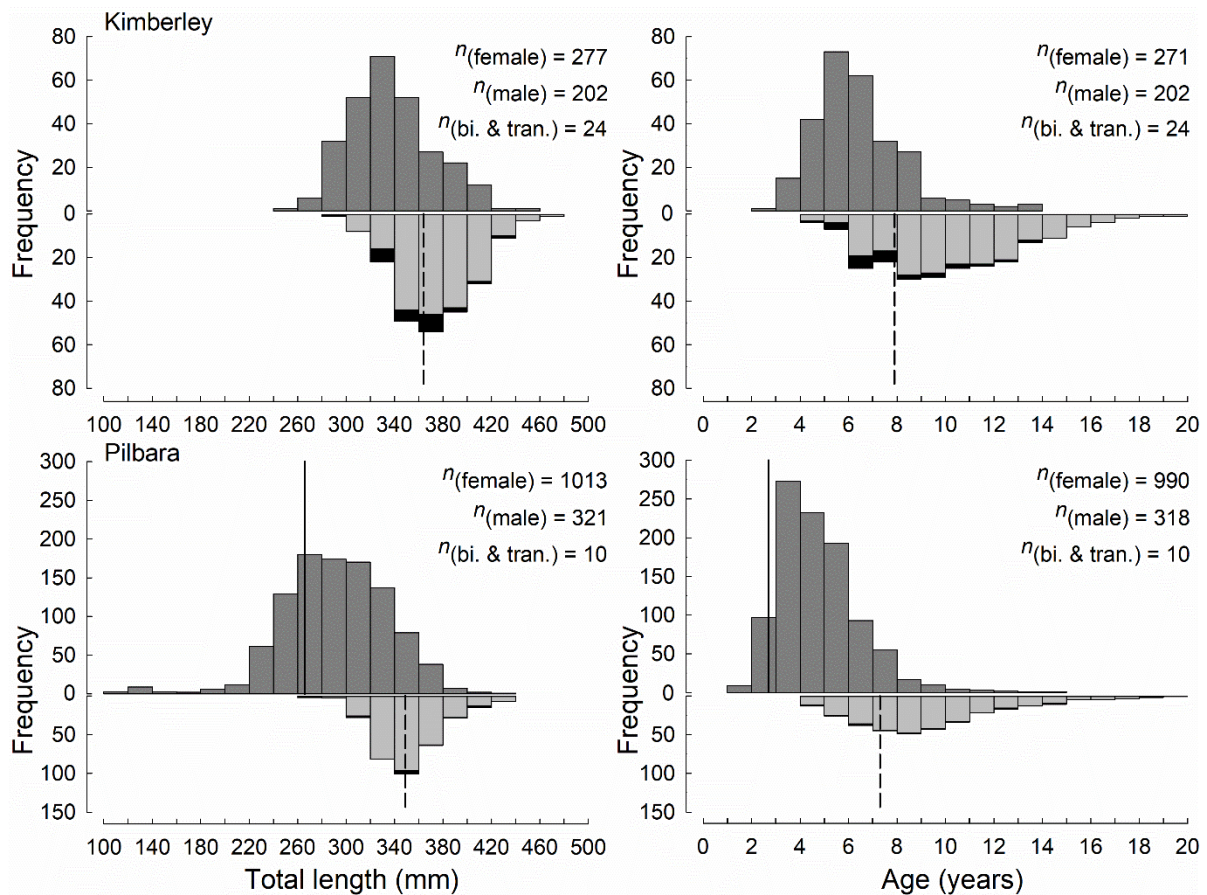 Kimberley
80
60
40
20
0
20
40
60
80
Frequency
Frequency
n(female) = 277
n(male) = 202
n(bi. & tran.) = 24
100 140 180 220 260 300 340 380 420 460 500
80
60
40
20
0
20
40
60
80
Frequency
Frequency
n(female) = 271
n(male) = 202
n(bi. & tran.) = 24
0 2 4 6 8 10 12 14 16 18 20
Pilbara
300
250
200
150
100
50
0
50
100
150
Frequency
Frequency
n(female) = 1013
n(male) = 321
n(bi. & tran.) = 10
100 140 180 220 260 300 340 380 420 460 500
Total length (mm)
300
250
200
150
100
50
0
50
100
150
Frequency
Frequency
n(female) = 990
n(male) = 318
n(bi. & tran.) = 10
0 2 4 6 8 10 12 14 16 18 20
Age (years)